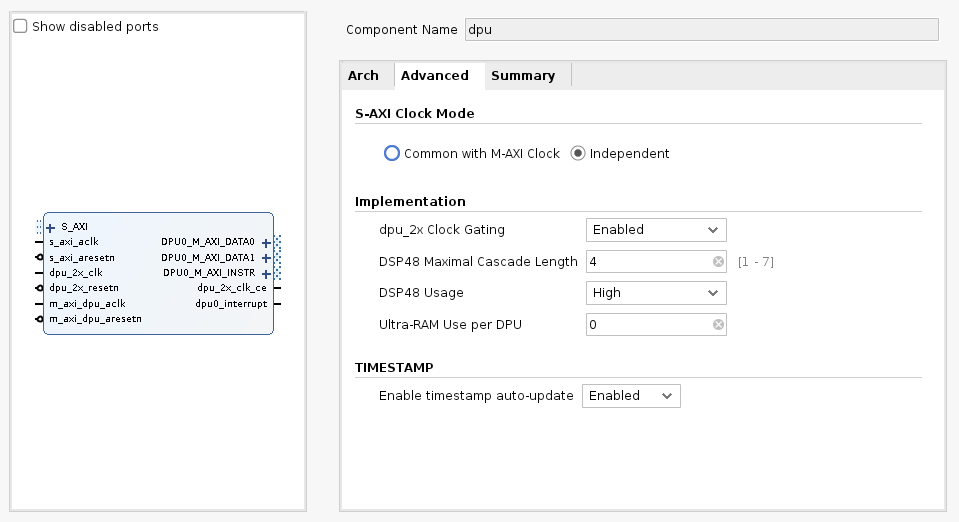 Show disabled ports
Component Name dpu
Arch Advanced Summary
S-AXI Clock Mode
Common with M-AXI Clock Independent
Implementation
dpu_2x Clock Gating Enabled
DSP48 Maximal Cascade Length 4 [1 - 7]
DSP48 Usage High
Ultra-RAM Use per DPU 0
TIMESTAMP
Enable timestamp auto-update Enabled
S_AXI
s_axi_aclk DPU0_M_AXI_DATA0
s_axi_aresetn DPU0_M_AXI_DATA1
dpu_2x_clk DPU0_M_AXI_INSTR
dpu_2x_resetn dpu_2x_clk_ce
m_axi_dpu_aclk dpu0_interrupt
m_axi_dpu_aresetn